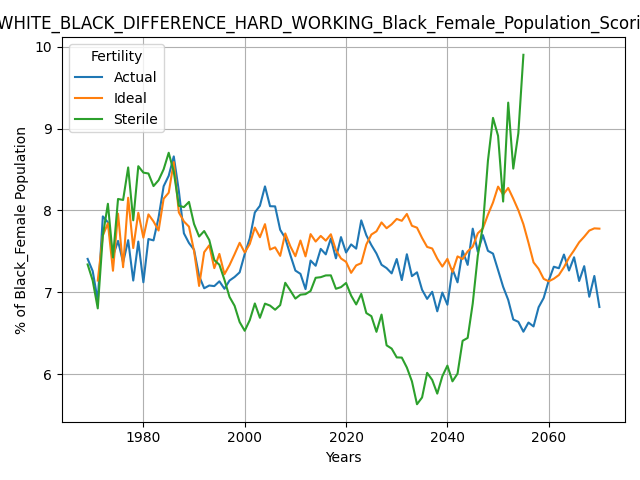 WHITE_BLACK_DIFFERENCE_HARD_WORKING_Black_Female_Population_Scori
Fertility
Actual
Ideal
Sterile
% of Black_Female Population
10
9
8
7
6
1980
2000
2020
2040
2060
Years